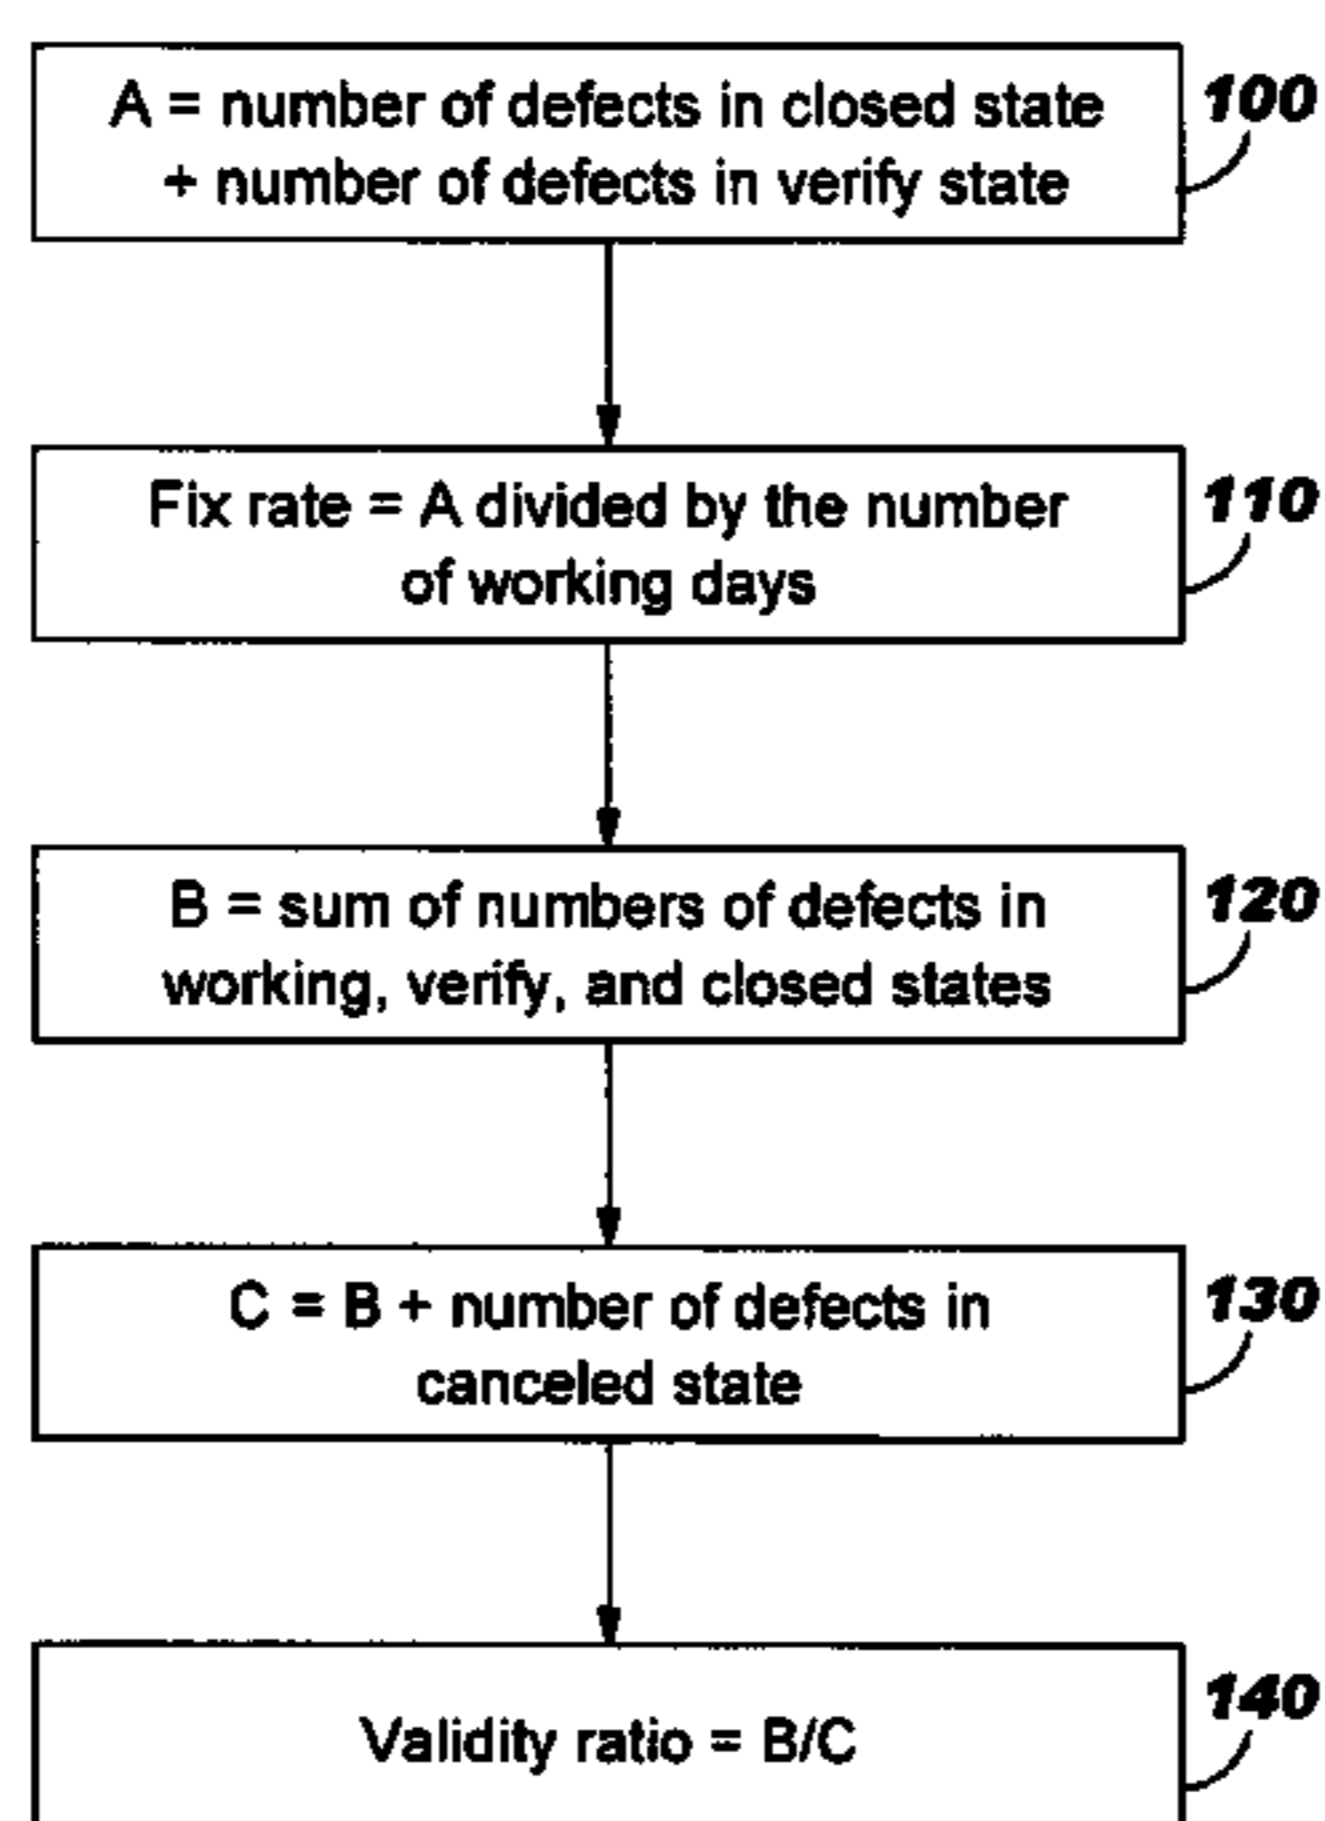 A = number of defects in closed state
+ number of defects in verify state
100
Fix rate = A divided by the number
of working days
110
B = sum of numbers of defects in
working, verify, and closed states
120
C = B + number of defects in
canceled state
130
Validity ratio = B/C
140